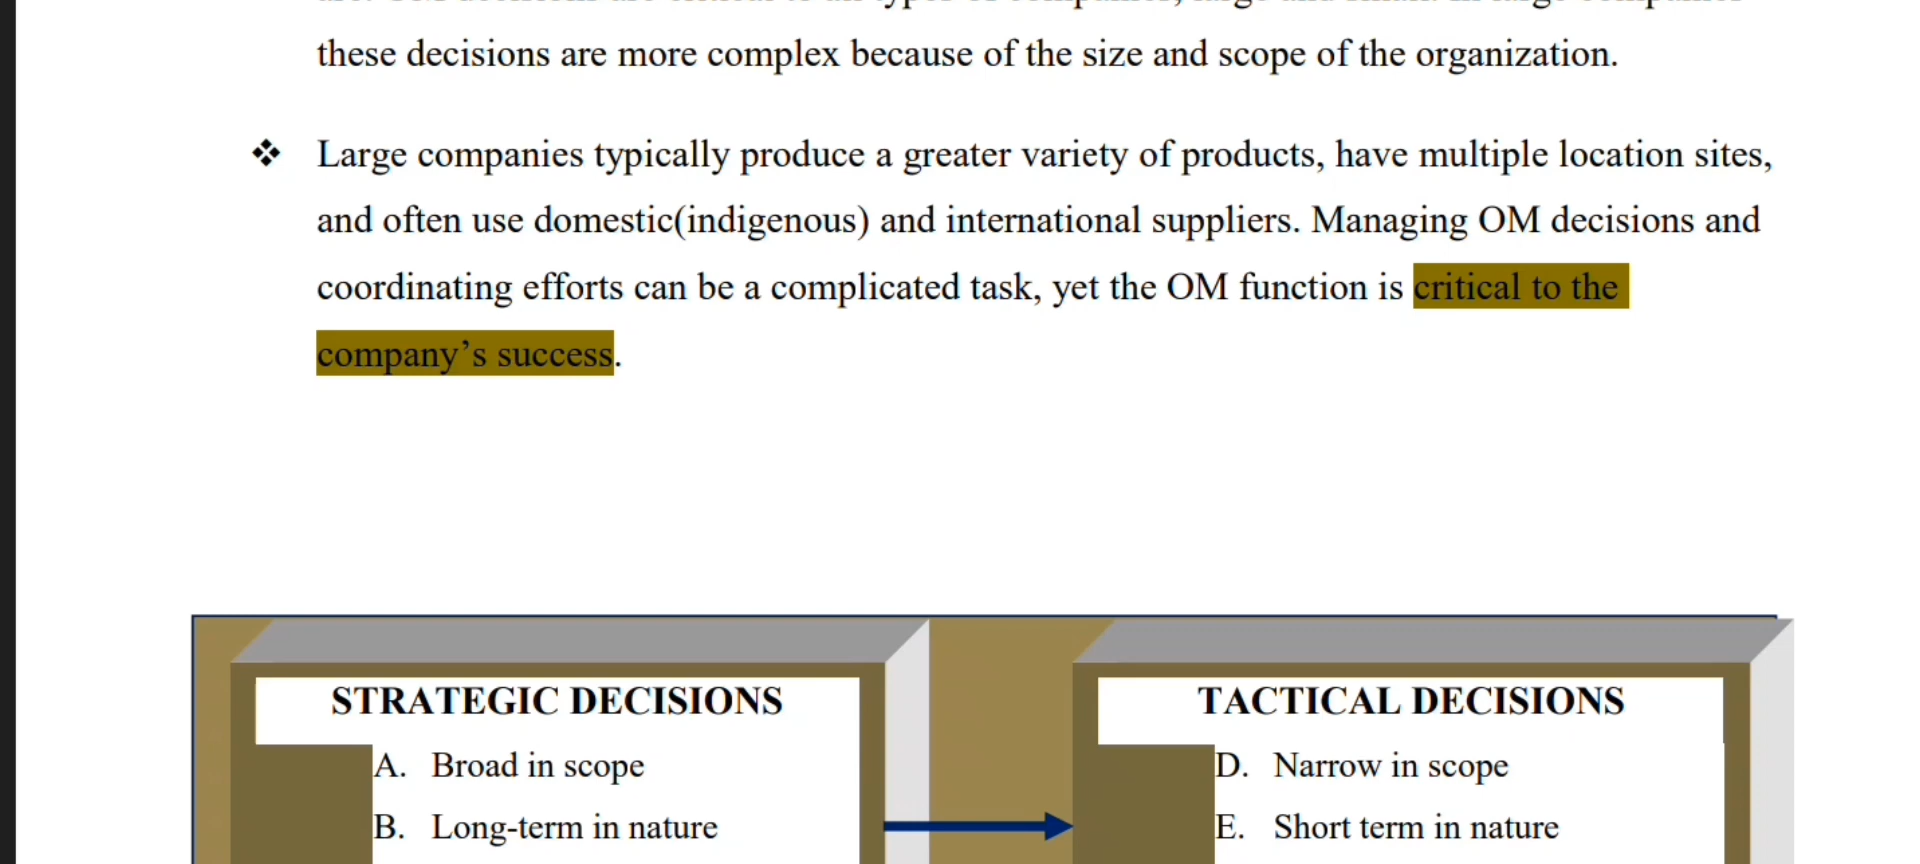 these decisions are more complex because of the size and scope of the organization.
❖ Large companies typically produce a greater variety of products, have multiple location sites,
and often use domestic(indigenous) and international suppliers. Managing OM decisions and
coordinating efforts can be a complicated task, yet the OM function is critical to the
company’s success.
STRATEGIC DECISIONS
A. Broad in scope
B. Long-term in nature
TACTICAL DECISIONS
D. Narrow in scope
E. Short term in nature